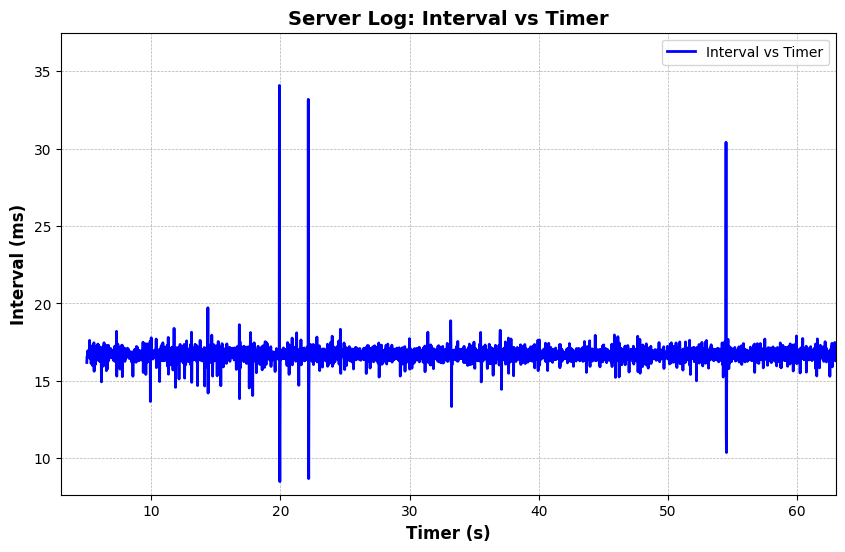 Server Log: Interval vs Timer
Interval vs Timer
35
30
25
20
15
10
Interval (ms)
10 20 30 40 50 60
Timer (s)